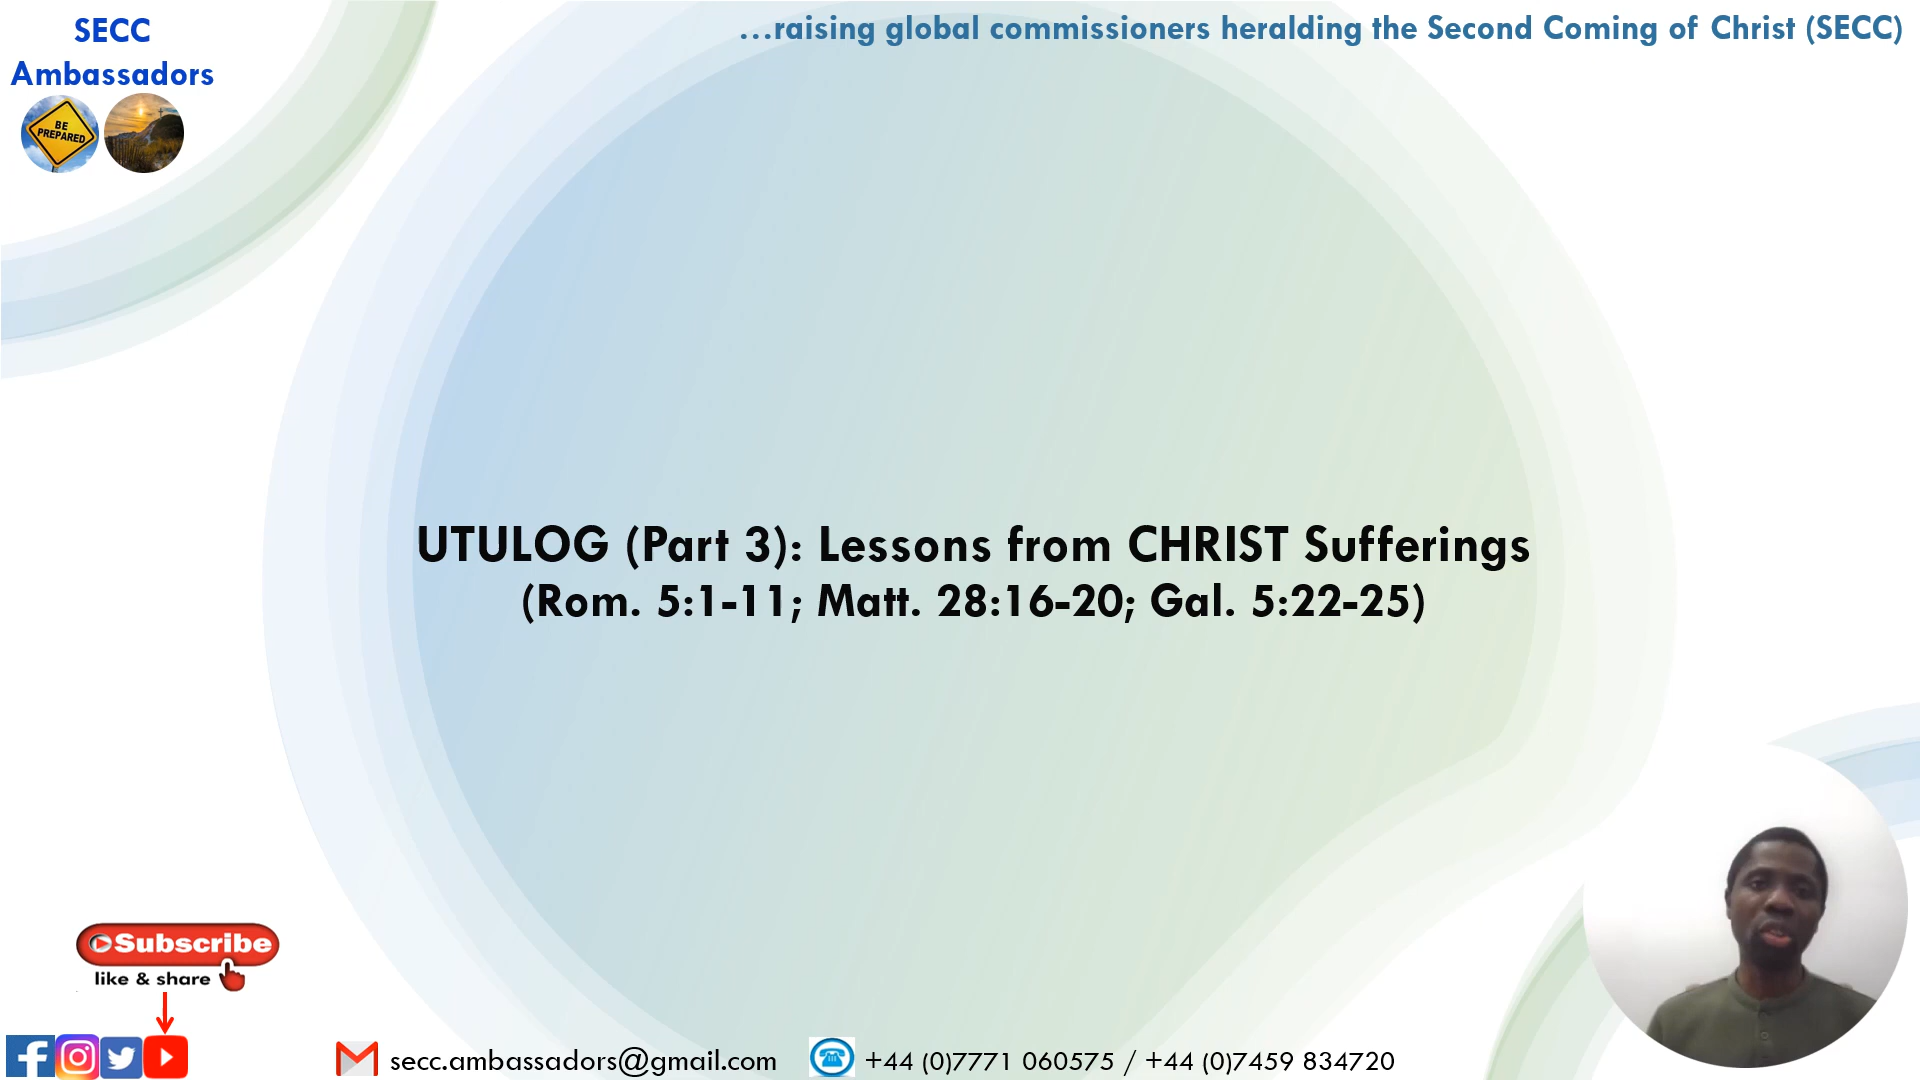 SECC
Ambassadors
…raising global commissioners heralding the Second Coming of Christ (SECC)
BE
PREPARED
UTULOG (Part 3): Lessons from CHRIST Sufferings
(Rom. 5:1-11; Matt. 28:16-20; Gal. 5:22-25)
Subscribe
like & share
secc.ambassadors@gmail.com
+44 (0)7771 060575 / +44 (0)7459 834720